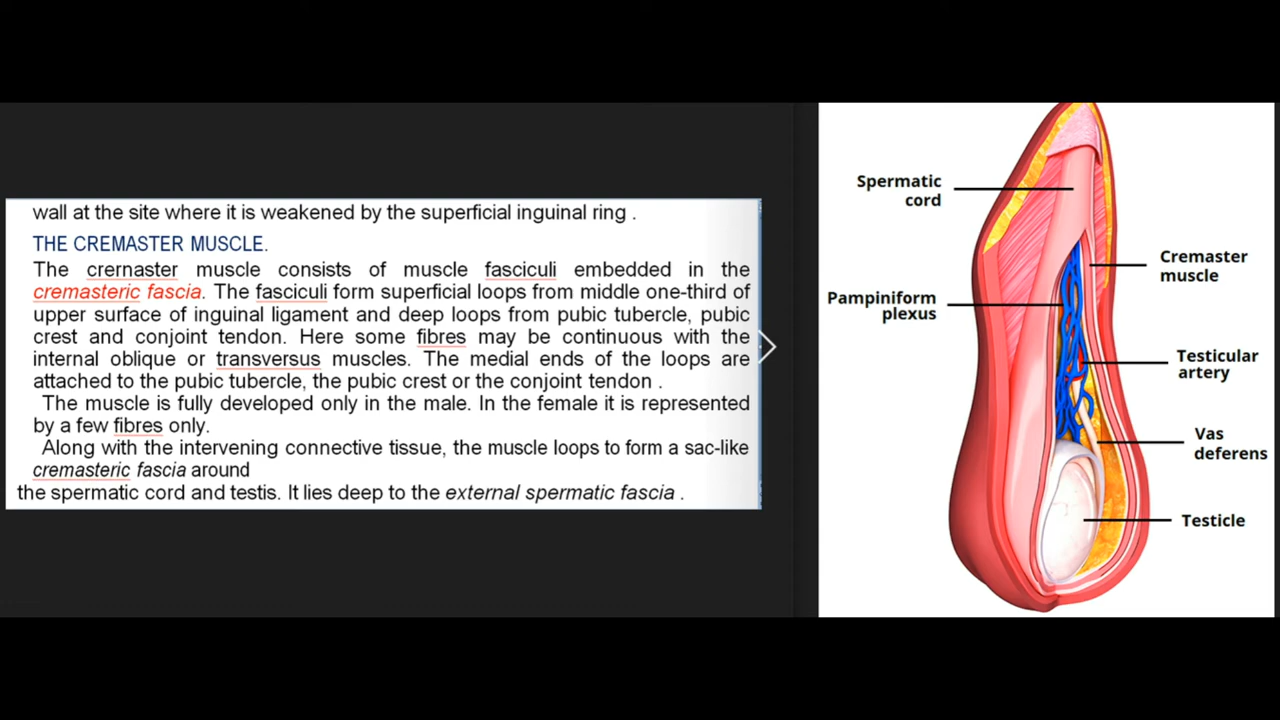 wall at the site where it is weakened by the superficial inguinal ring .
THE CREMASTER MUSCLE.
The crernaster muscle consists of muscle fasciculi embedded in the
cremasteric fascia. The fasciculi form superficial loops from middle one-third of
upper surface of inguinal ligament and deep loops from pubic tubercle, pubic
crest and conjoint tendon. Here some fibres may be continuous with the
internal oblique or transversus muscles. The medial ends of the loops are
attached to the pubic tubercle, the pubic crest or the conjoint tendon .
The muscle is fully developed only in the male. In the female it is represented
by a few fibres only.
Along with the intervening connective tissue, the muscle loops to form a sac-like
cremasteric fascia around
the spermatic cord and testis. It lies deep to the external spermatic fascia .
Spermatic
cord
Cremaster
muscle
Pampiniform
plexus
Testicular
artery
Vas
deferens
Testicle